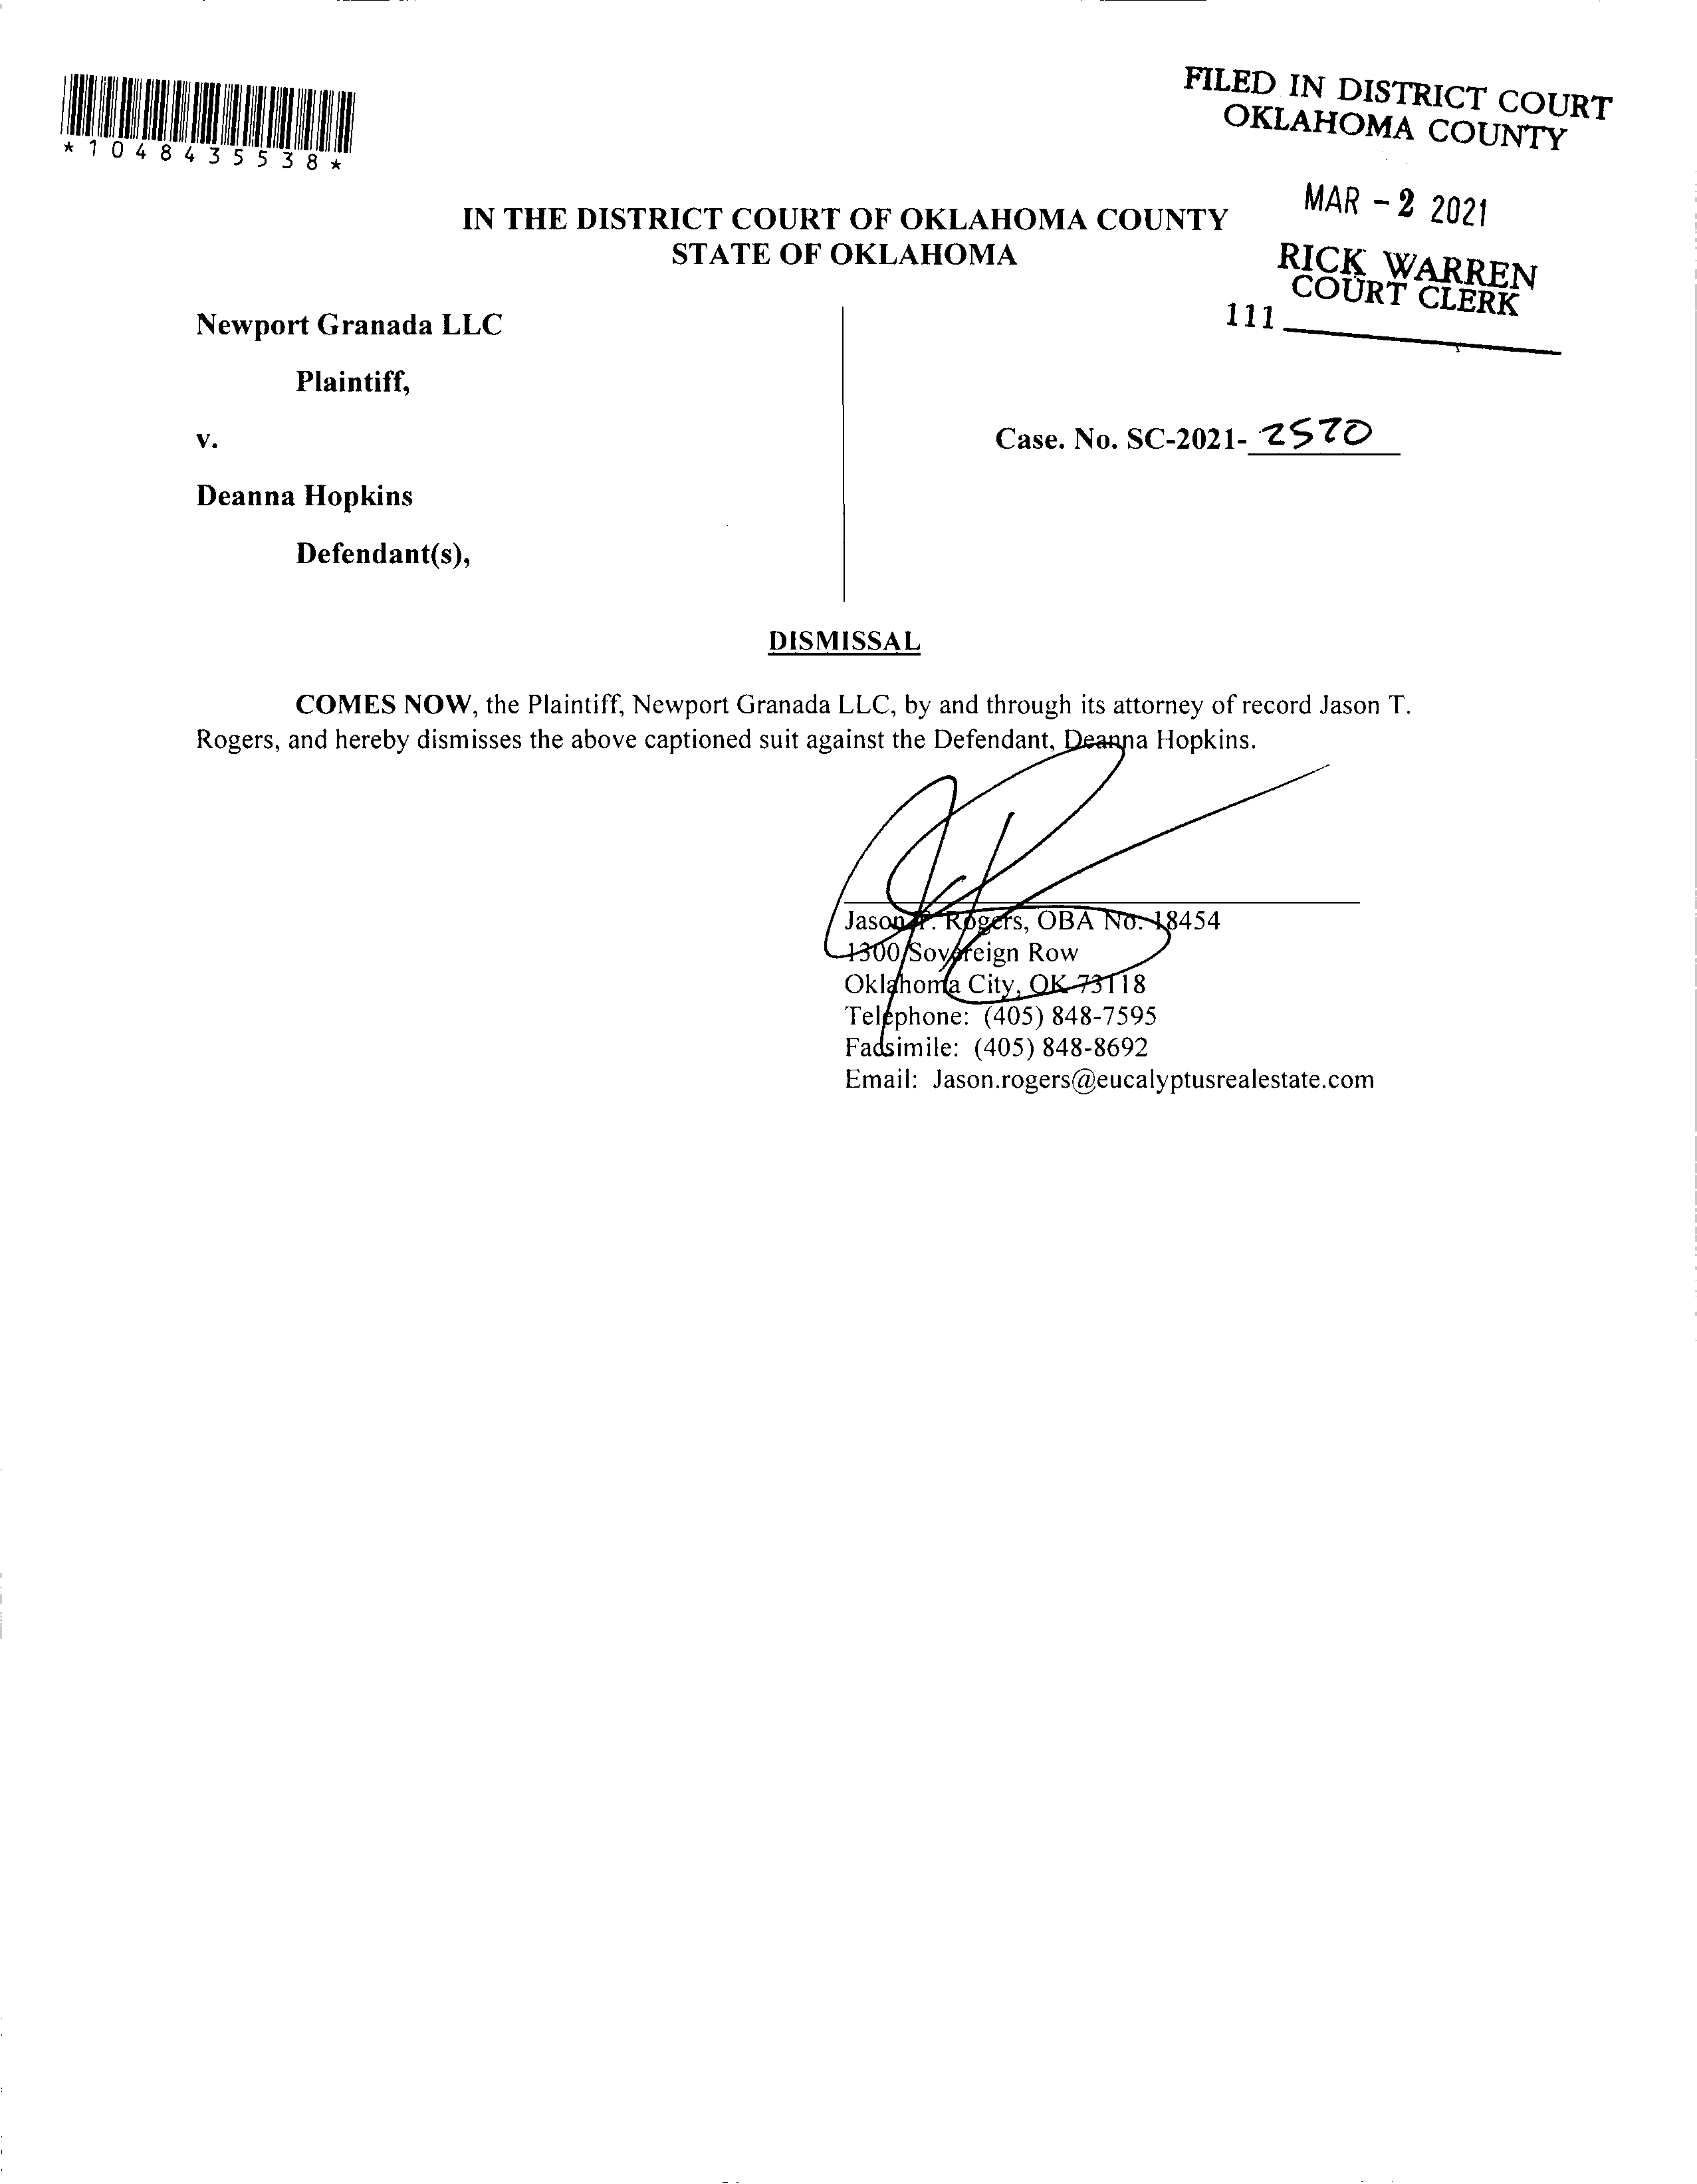 *1048435538*
FILED IN DISTRICT COURT
OKLAHOMA COUNTY
MAR - 2 2021
RICK WARREN
COURT CLERK
111
IN THE DISTRICT COURT OF OKLAHOMA COUNTY
STATE OF OKLAHOMA
Newport Granada LLC
Plaintiff,
v.
Case. No. SC-2021- 2570
Deanna Hopkins
Defendant(s),
DISMISSAL
COMES NOW, the Plaintiff, Newport Granada LLC, by and through its attorney of record Jason T.
Rogers, and hereby dismisses the above captioned suit against the Defendant, Deanna Hopkins.
Jason T. Rogers, OBA No. 18454
1300 Sovereign Row
Oklahoma City, OK 73118
Telephone: (405) 848-7595
Facsimile: (405) 848-8692
Email: Jason.rogers@eucalyptusrealestate.com